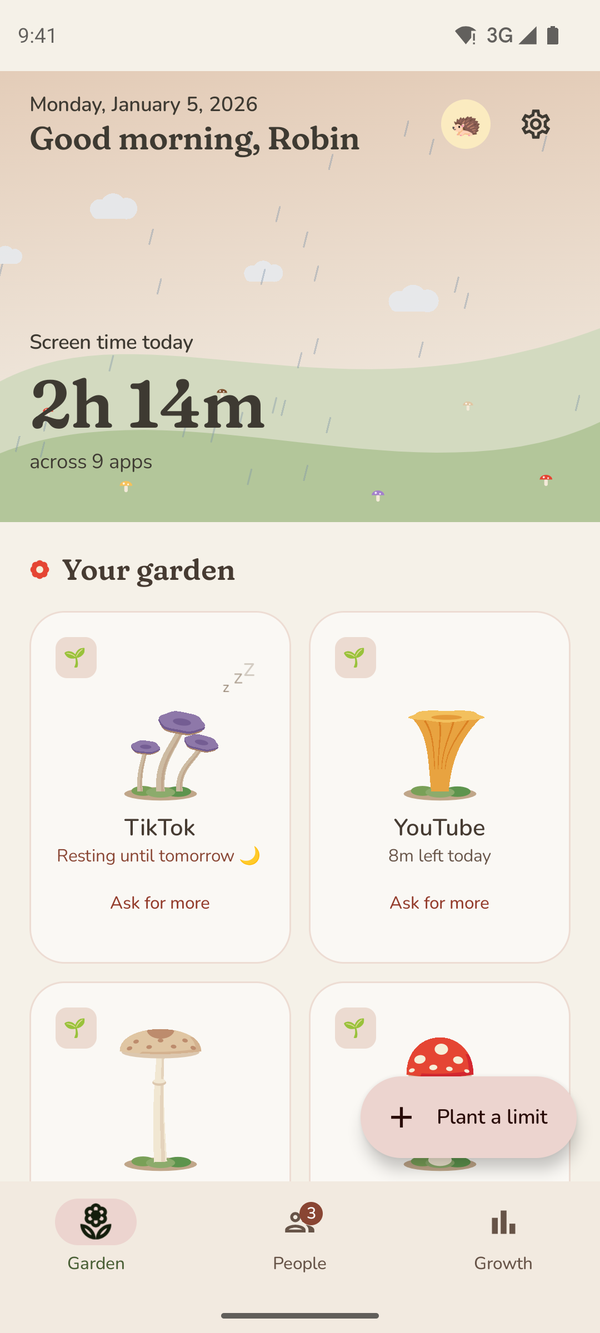 9:41
3G
Monday, January 5, 2026
Good morning, Robin
Screen time today
2h 14m
across 9 apps
Your garden
z z Z
TikTok
Resting until tomorrow 🌙
Ask for more
YouTube
8m left today
Ask for more
+ Plant a limit
Garden
3
People
Growth